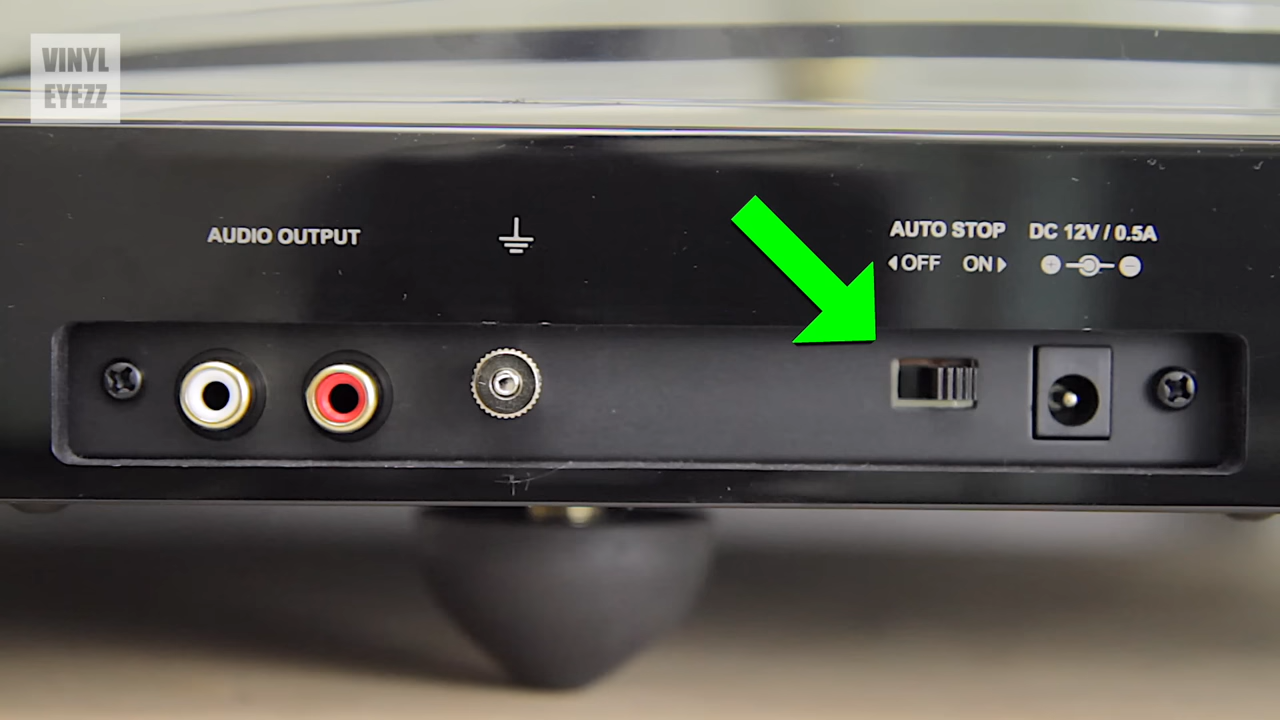 VINYL
EYEZZ
AUDIO OUTPUT
AUTO STOP
OFF ON
DC 12V / 0.5A